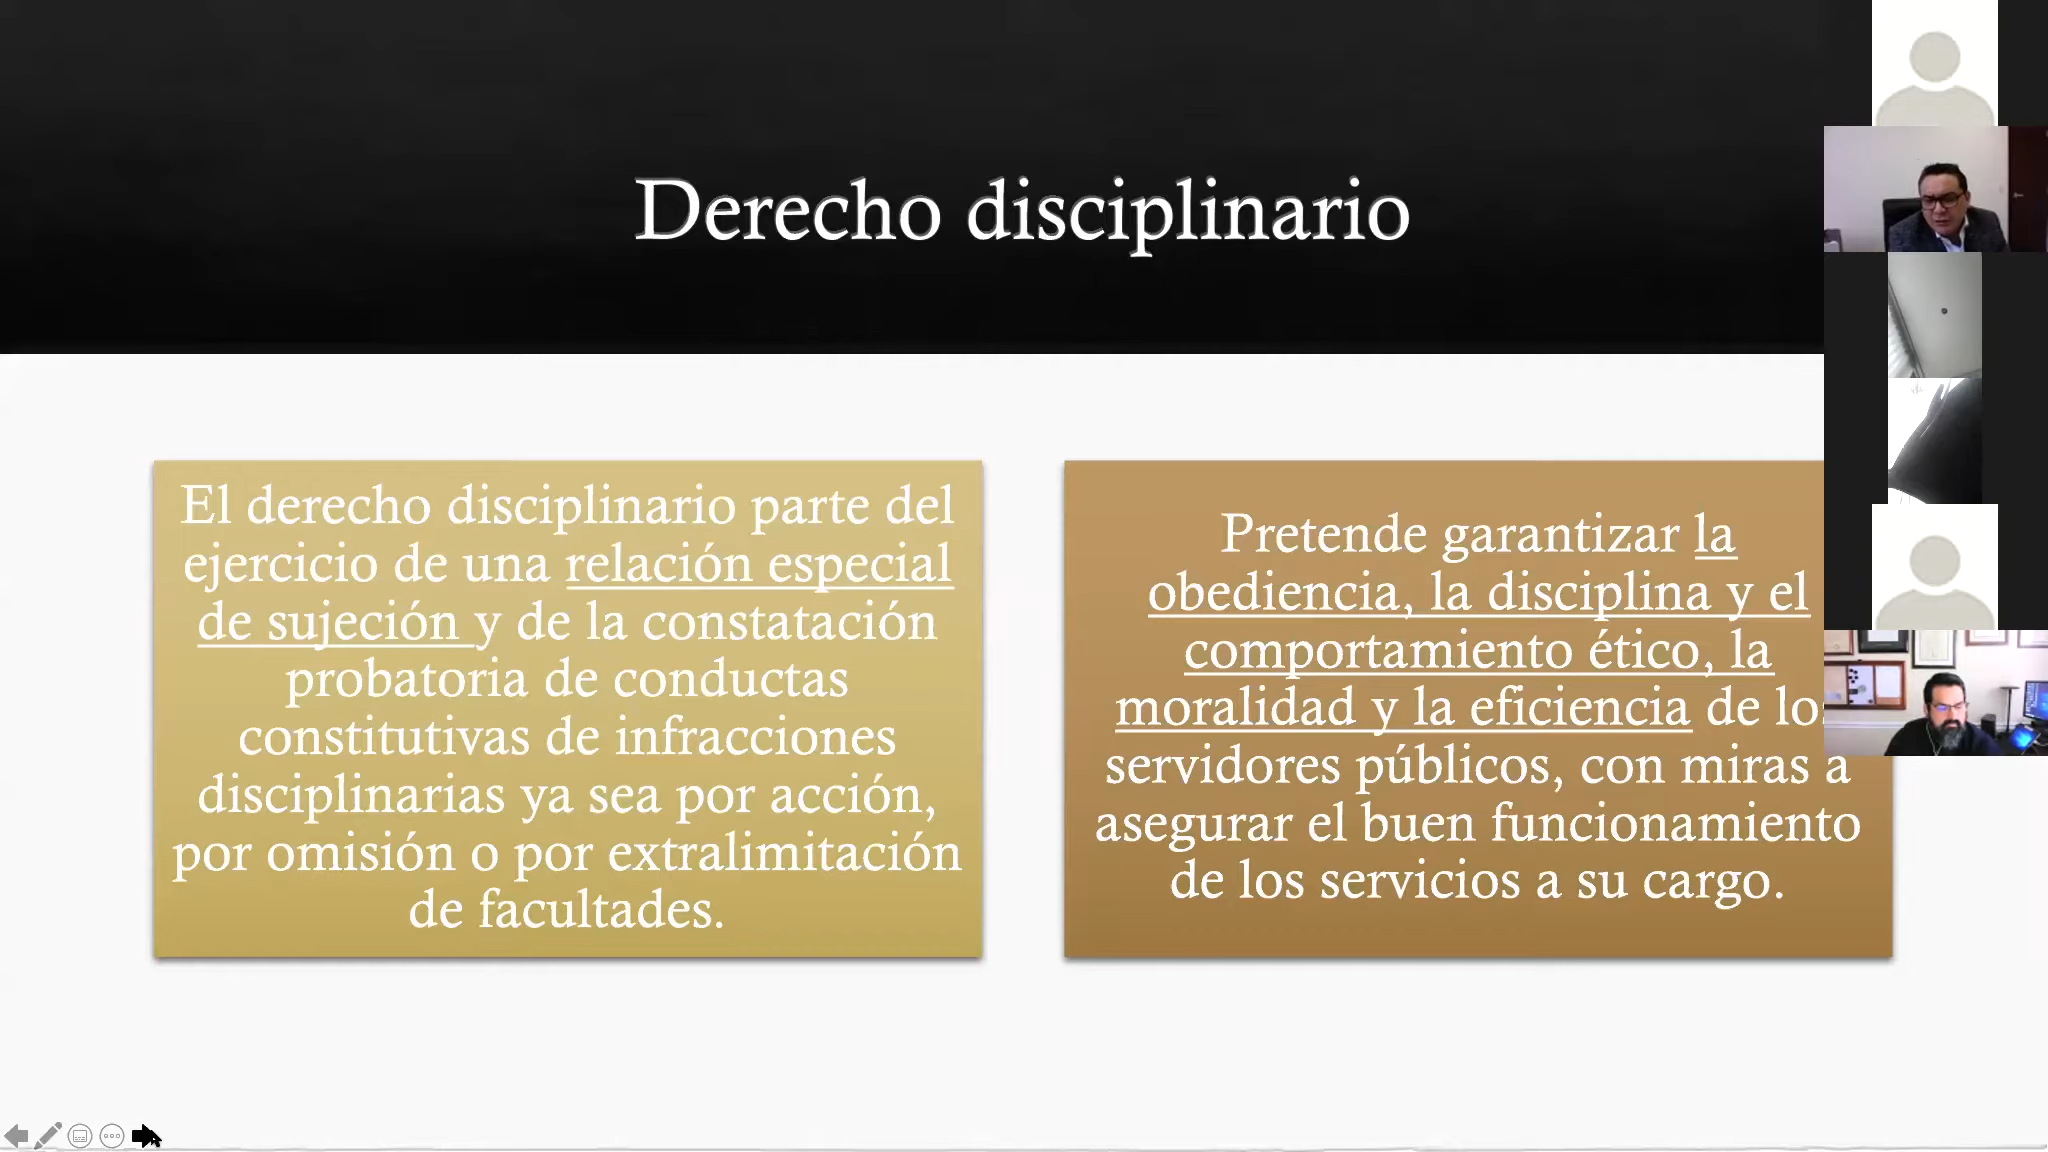 Derecho disciplinario
El derecho disciplinario parte del
ejercicio de una relación especial
de sujeción y de la constatación
probatoria de conductas
constitutivas de infracciones
disciplinarias ya sea por acción,
por omisión o por extralimitación
de facultades.
Pretende garantizar la
obediencia, la disciplina y el
comportamiento ético, la
moralidad y la eficiencia de los
servidores públicos, con miras a
asegurar el buen funcionamiento
de los servicios a su cargo.